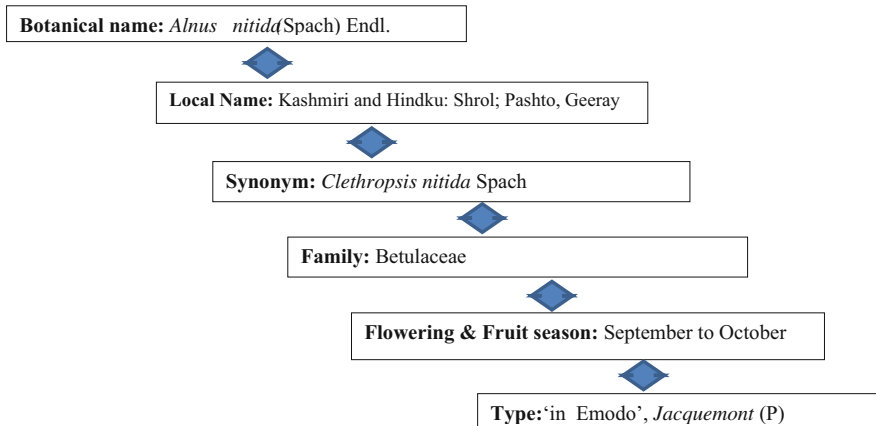 Botanical name: Alnus nitida(Spach) Endl.
Local Name: Kashmiri and Hindku: Shrol; Pashto, Geeray
Synonym: Clethropsis nitida Spach
Family: Betulaceae
Flowering & Fruit season: September to October
Type:‘in Emodo’, Jacquemont (P)